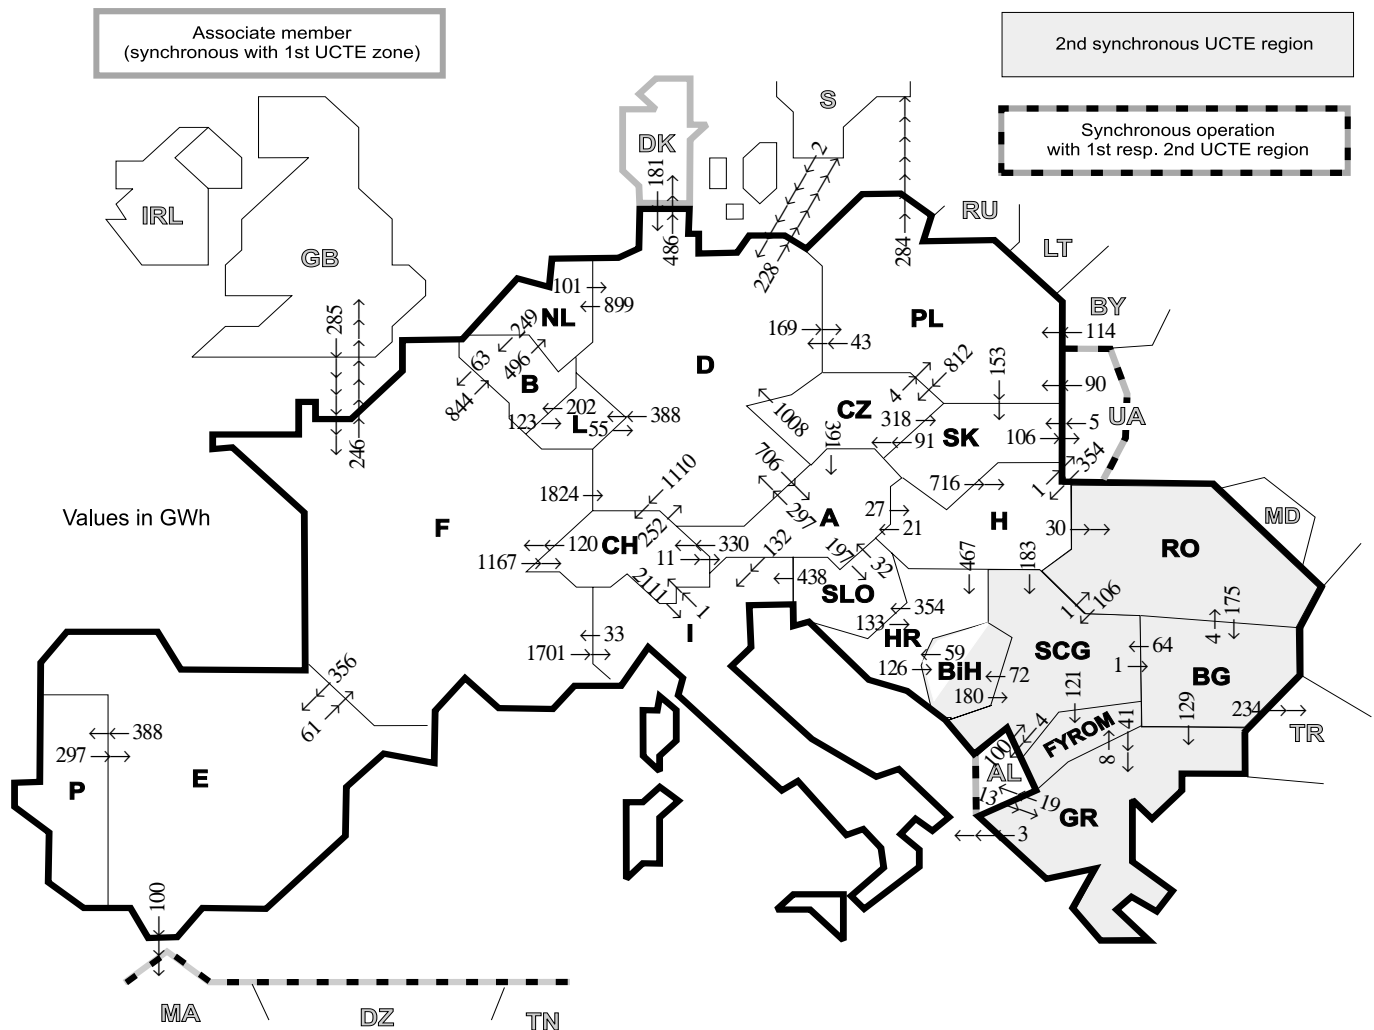 Associate member
(synchronous with 1st UCTE zone)
2nd synchronous UCTE region
Synchronous operation
with 1st resp. 2nd UCTE region
S
DK
181
2
IRL
RU
GB
486
284
228
LT
101
899
BY
285
NL
249
PL
169
43
114
63
496
812
153
D
B
4
90
844
202
388
1008
CZ
318
5
UA
123
L
55
391
91
SK
106
246
354
706
1110
716
1
1824
297
27
Values in GWh
F
252
A
21
H
30
MD
120
CH
330
132
197
RO
1167
11
32
467
183
2111
438
SLO
1
106
1
354
175
I
133
4
33
HR
64
1701
59
SCG
1
356
126
BiH
72
BG
180
121
61
129
234
4
41
TR
388
100
FYROM
297
8
P
E
AL
13
19
GR
3
100
MA
DZ
TN